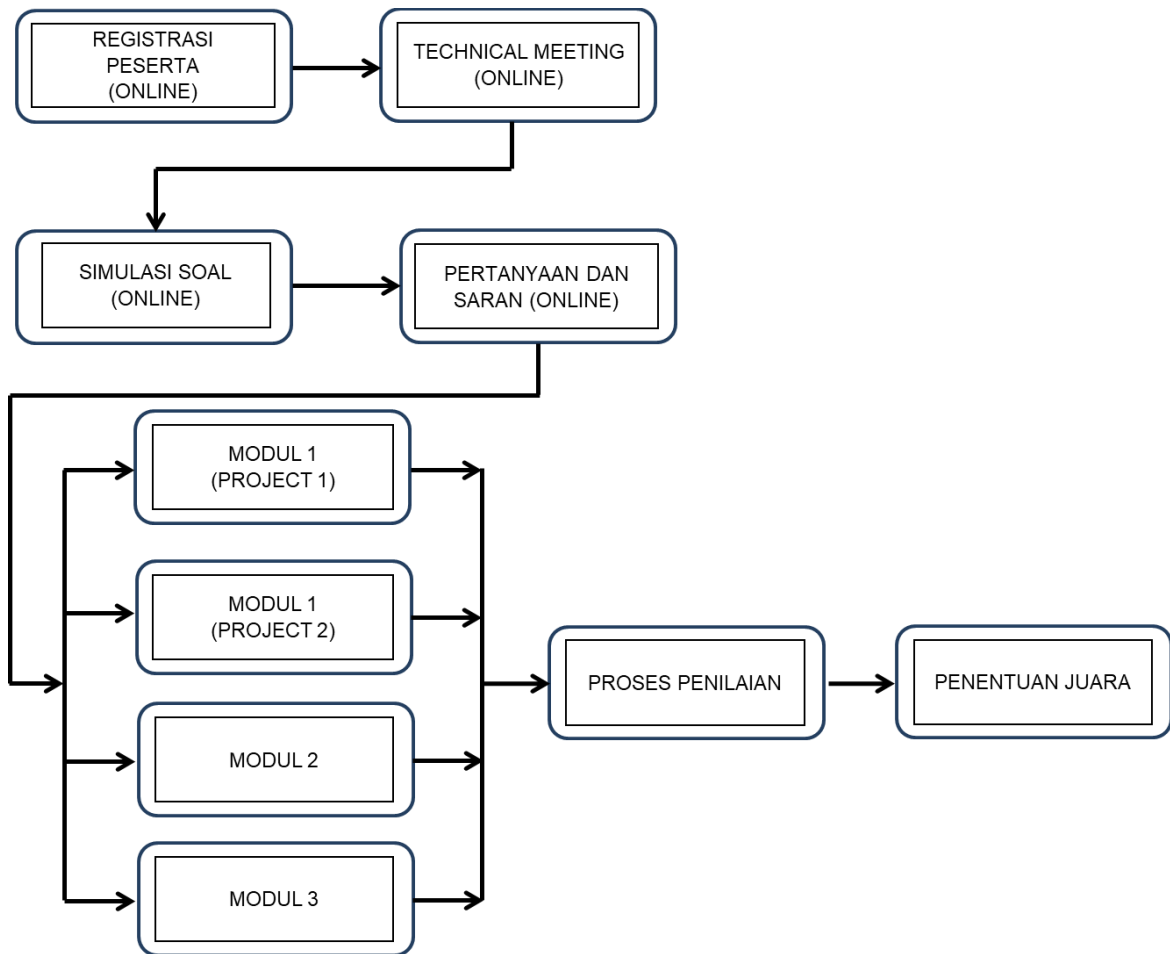 REGISTRASI
PESERTA
(ONLINE)
TECHNICAL MEETING
(ONLINE)
SIMULASI SOAL
(ONLINE)
PERTANYAAN DAN
SARAN (ONLINE)
MODUL 1
(PROJECT 1)
MODUL 1
(PROJECT 2)
MODUL 2
MODUL 3
PROSES PENILAIAN
PENENTUAN JUARA